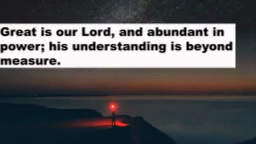 Great is our Lord, and abundant in
power; his understanding is beyond
measure.